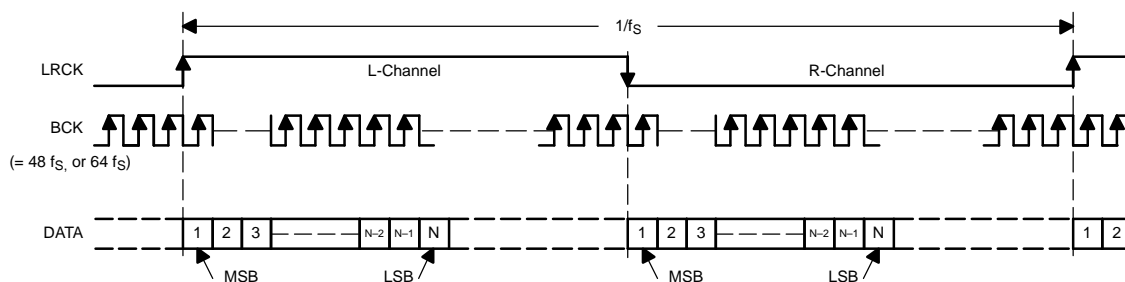 1/fS
LRCK L-Channel R-Channel
BCK
(= 48 fS, or 64 fS)
DATA 1 2 3 N–2 N–1 N 1 2 3 N–2 N–1 N 1 2
MSB LSB MSB LSB